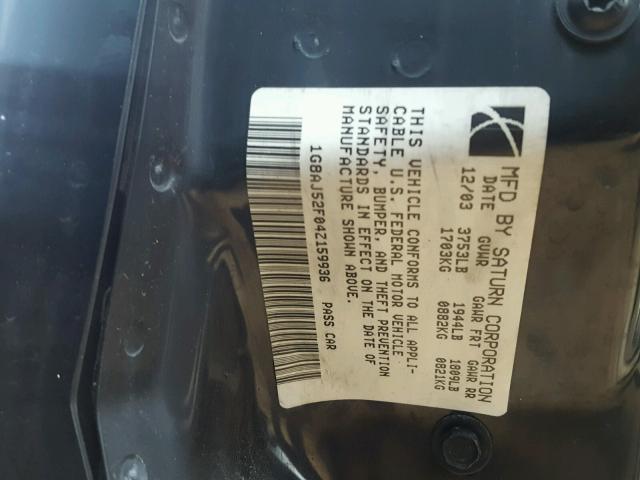 MFD BY SATURN CORPORATION
DATE GVWR GAWR FRT GAWR RR
12/03 3753LB 1944LB 1809LB
1703KG 0882KG 0821KG
THIS VEHICLE CONFORMS TO ALL APPLI-
CABLE U.S. FEDERAL MOTOR VEHICLE
SAFETY, BUMPER, AND THEFT PREVENTION
STANDARDS IN EFFECT ON THE DATE OF
MANUFACTURE SHOWN ABOVE.
1G8AJ52F04Z159936 PASS CAR